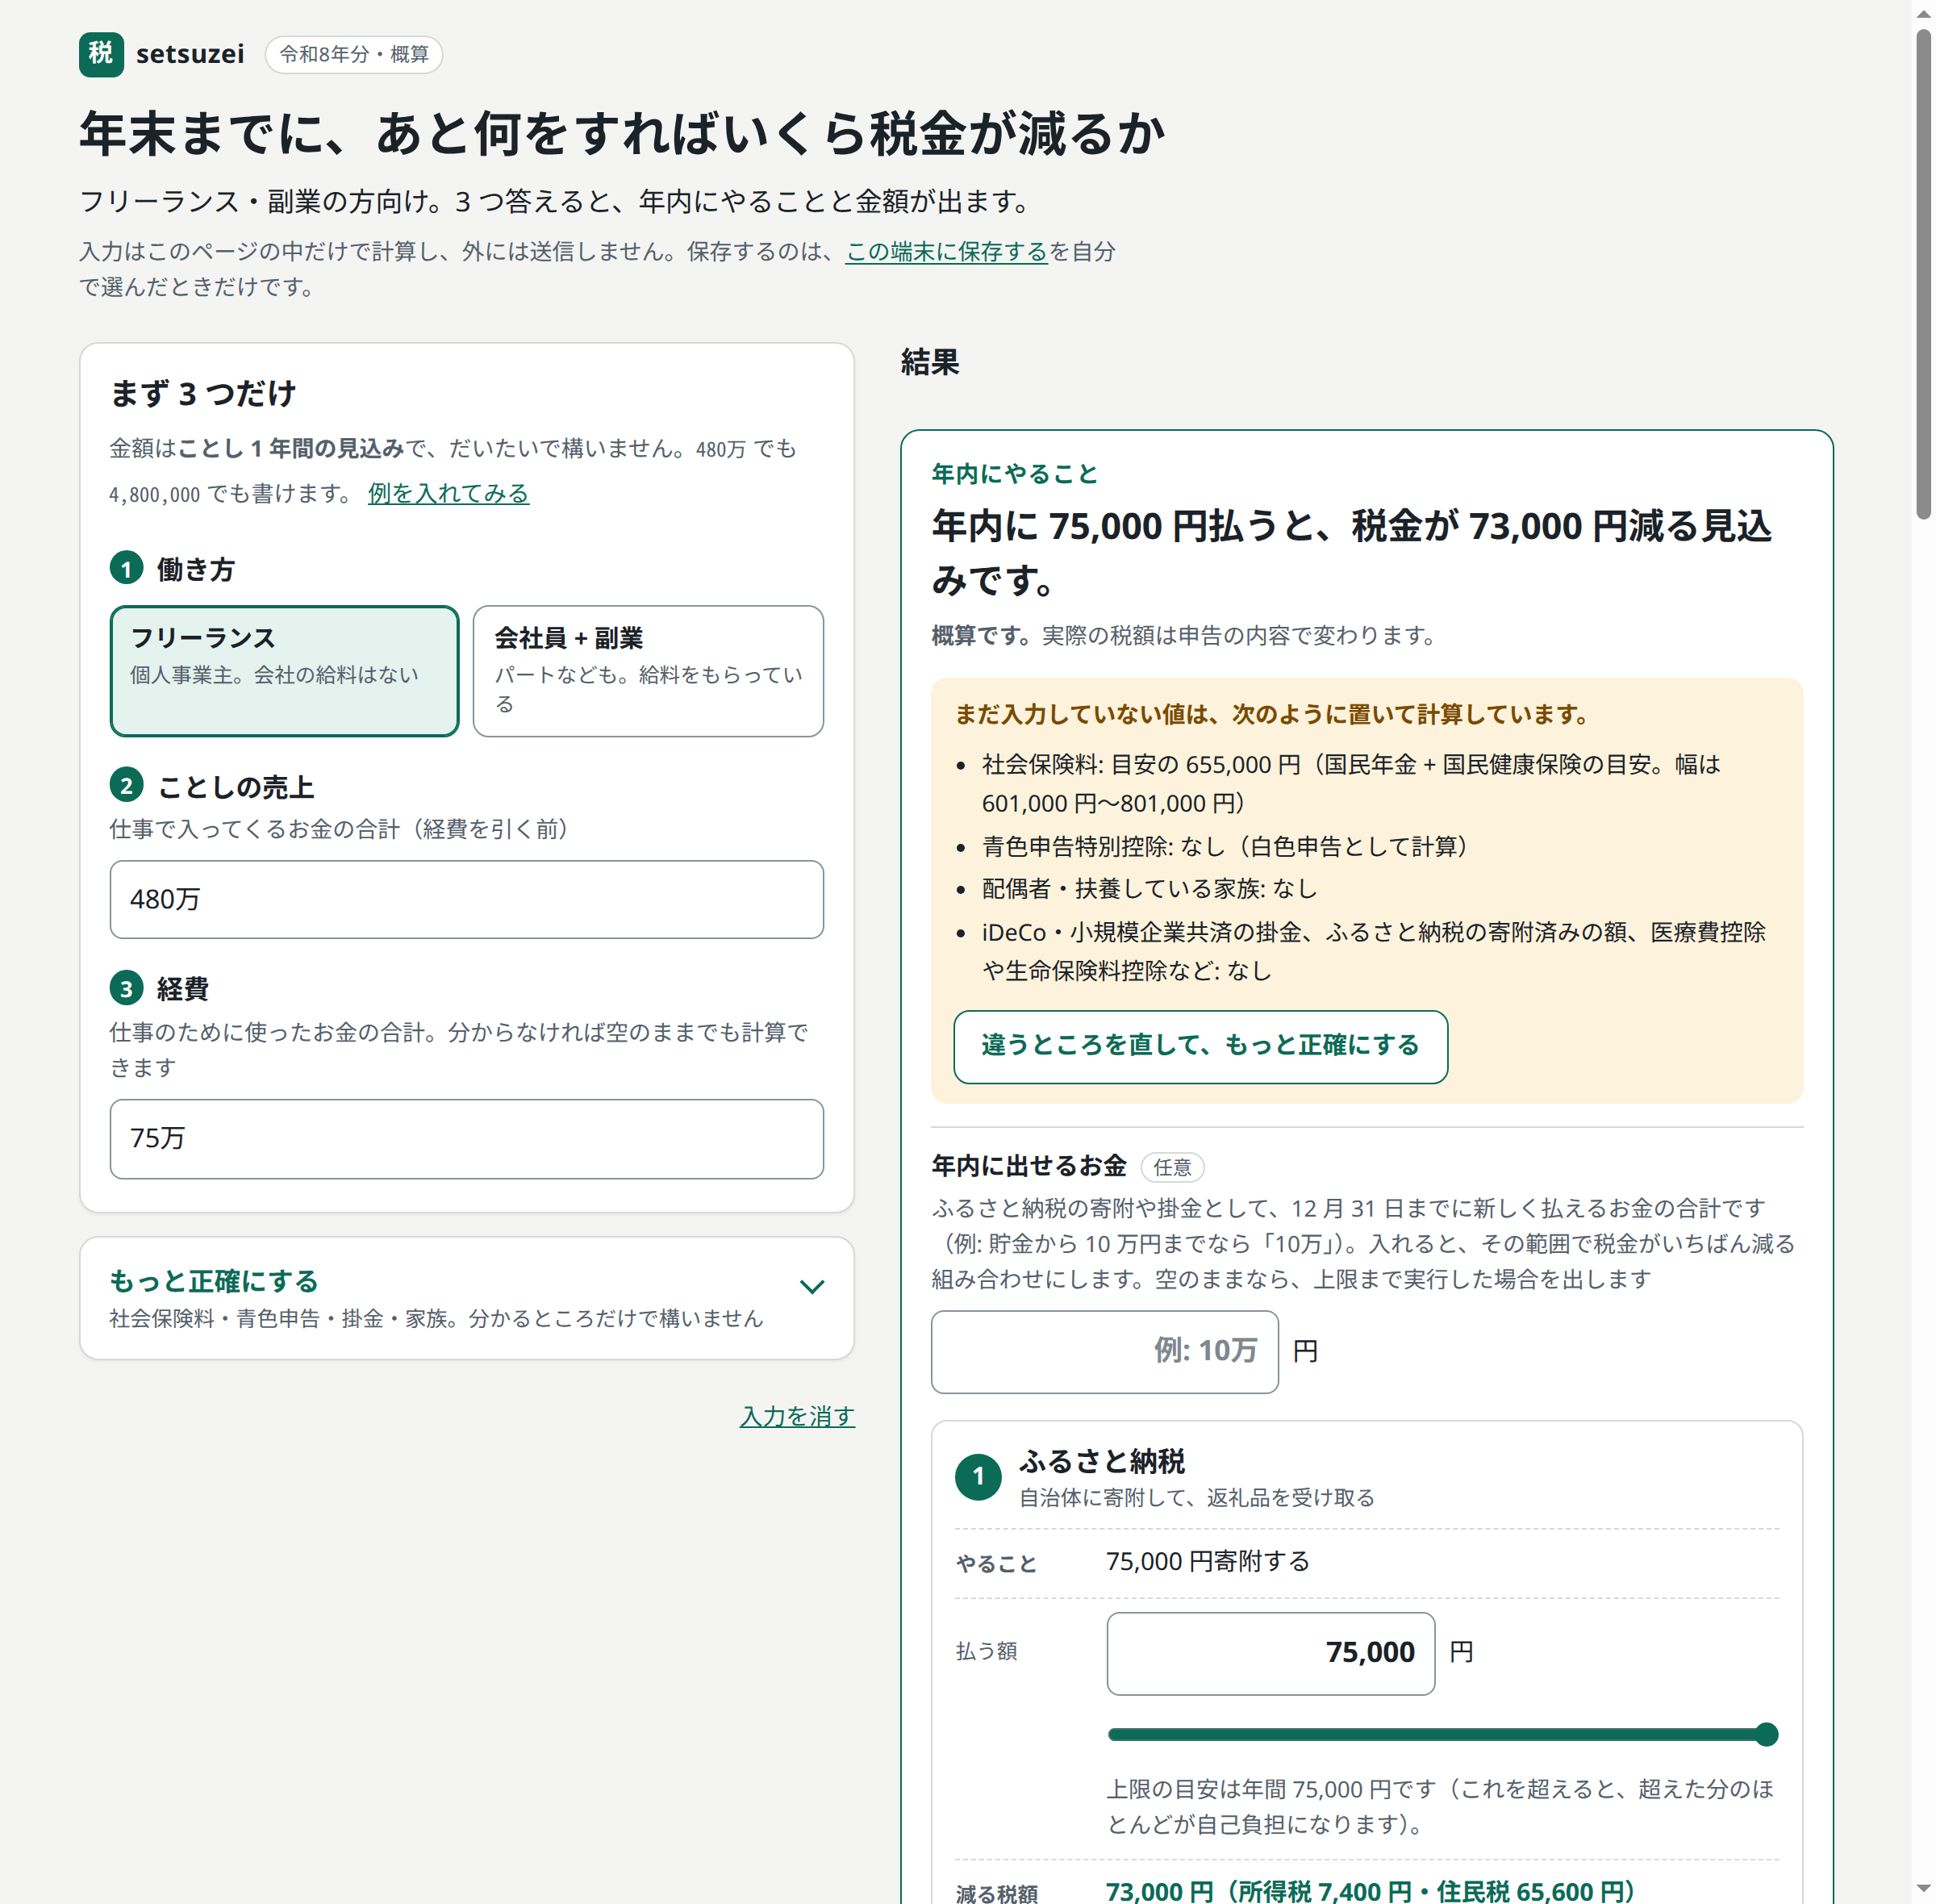 税 setsuzei 令和8年分・概算
年末までに、あと何をすればいくら税金が減るか
フリーランス・副業の方向け。3 つ答えると、年内にやることと金額が出ます。
入力はこのページの中だけで計算し、外には送信しません。保存するのは、この端末に保存するを自分
で選んだときだけです。
まず 3 つだけ
金額はことし 1 年間の見込みで、だいたいで構いません。480万 でも
4,800,000 でも書けます。 例を入れてみる
1 働き方
フリーランス
個人事業主。会社の給料はない
会社員 + 副業
パートなども。給料をもらってい
る
2 ことしの売上
仕事で入ってくるお金の合計（経費を引く前）
480万
3 経費
仕事のために使ったお金の合計。分からなければ空のままでも計算で
きます
75万
もっと正確にする
社会保険料・青色申告・掛金・家族。分かるところだけで構いません
入力を消す
結果
年内にやること
年内に 75,000 円払うと、税金が 73,000 円減る見込
みです。
概算です。実際の税額は申告の内容で変わります。
まだ入力していない値は、次のように置いて計算しています。
• 社会保険料: 目安の 655,000 円（国民年金 + 国民健康保険の目安。幅は
601,000 円〜801,000 円）
• 青色申告特別控除: なし（白色申告として計算）
• 配偶者・扶養している家族: なし
• iDeCo・小規模企業共済の掛金、ふるさと納税の寄附済みの額、医療費控除
や生命保険料控除など: なし
違うところを直して、もっと正確にする
年内に出せるお金 任意
ふるさと納税の寄附や掛金として、12 月 31 日までに新しく払えるお金の合計です
（例: 貯金から 10 万円までなら「10万」）。入れると、その範囲で税金がいちばん減る
組み合わせにします。空のままなら、上限まで実行した場合を出します
例: 10万 円
1 ふるさと納税
自治体に寄附して、返礼品を受け取る
やること 75,000 円寄附する
払う額 75,000 円
上限の目安は年間 75,000 円です（これを超えると、超えた分のほ
とんどが自己負担になります）。
減る税額 73,000 円（所得税 7,400 円・住民税 65,600 円）